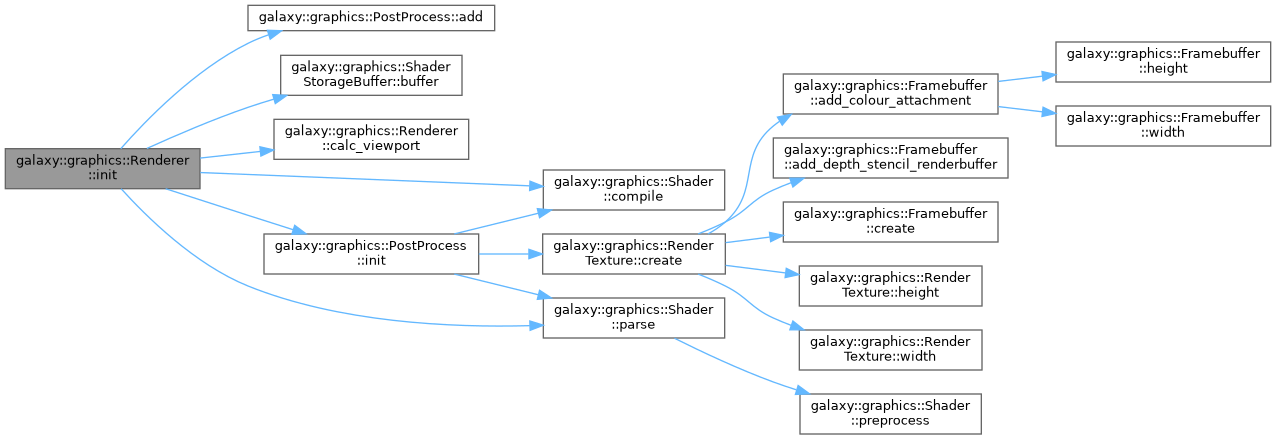 galaxy::graphics::Renderer
::init
galaxy::graphics::PostProcess::add
galaxy::graphics::Shader
StorageBuffer::buffer
galaxy::graphics::Renderer
::calc_viewport
galaxy::graphics::PostProcess
::init
galaxy::graphics::Shader
::compile
galaxy::graphics::Render
Texture::create
galaxy::graphics::Shader
::parse
galaxy::graphics::Framebuffer
::add_colour_attachment
galaxy::graphics::Framebuffer
::add_depth_stencil_renderbuffer
galaxy::graphics::Framebuffer
::create
galaxy::graphics::Render
Texture::height
galaxy::graphics::Render
Texture::width
galaxy::graphics::Shader
::preprocess
galaxy::graphics::Framebuffer
::height
galaxy::graphics::Framebuffer
::width